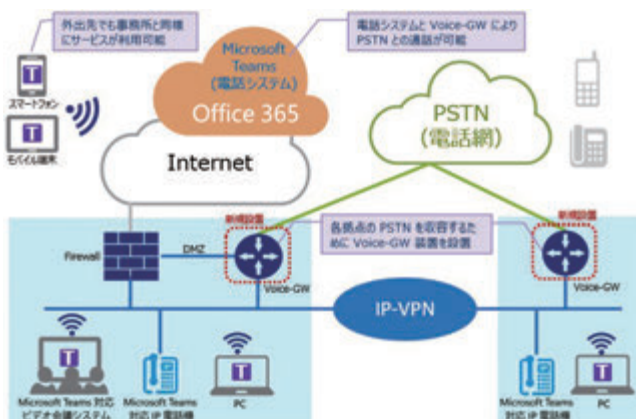 外出先でも事務所と同様
にサービスが利用可能
電話システムと Voice-GW により
PSTN との通話が可能
Microsoft
Teams
(電話システム)
Office 365
T
スマートフォン
T
モバイル端末
Internet
PSTN
(電話網)
新規設置
各拠点の PSTN を収容するた
めに Voice-GW 装置を設置
新規設置
Firewall
DMZ
Voice-GW
IP-VPN
Voice-GW
T
T
T
T
T
Microsoft Teams 対応
ビデオ会議システム
Microsoft Teams
対応 IP 電話機
PC
Microsoft Teams
対応 IP 電話機
PC